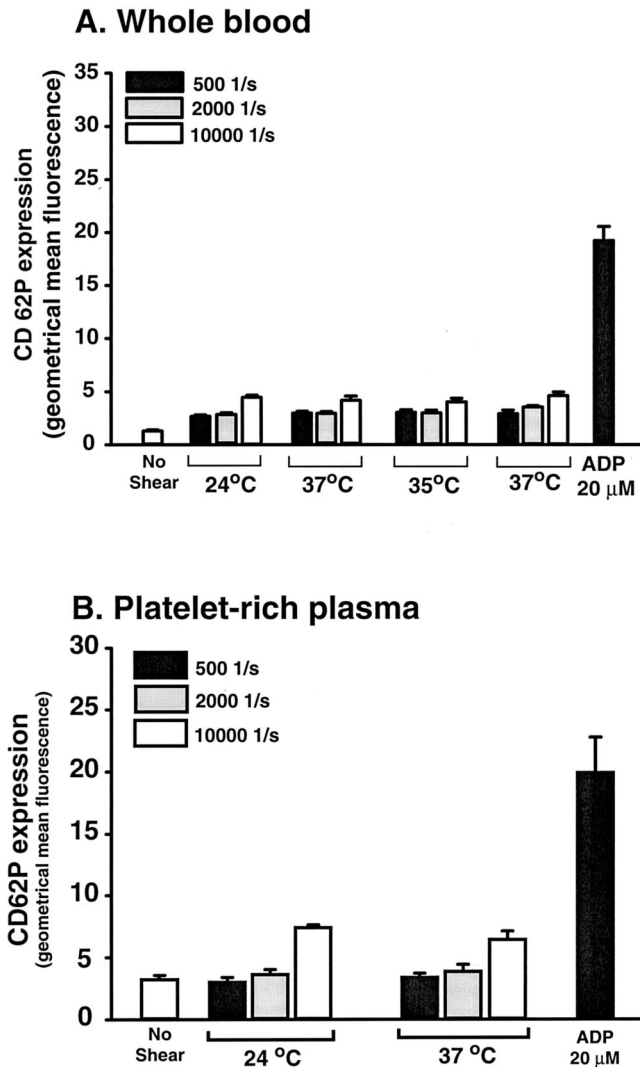 A. Whole blood
CD 62P expression
(geometrical mean fluorescence)
35
30
25
20
15
10
5
0
500 1/s
2000 1/s
10000 1/s
No
Shear
24°C
37°C
35°C
37°C
ADP
20 µM
B. Platelet-rich plasma
CD62P expression
(geometrical mean fluorescence)
30
25
20
15
10
5
0
500 1/s
2000 1/s
10000 1/s
No
Shear
24 °C
37 °C
ADP
20 µM